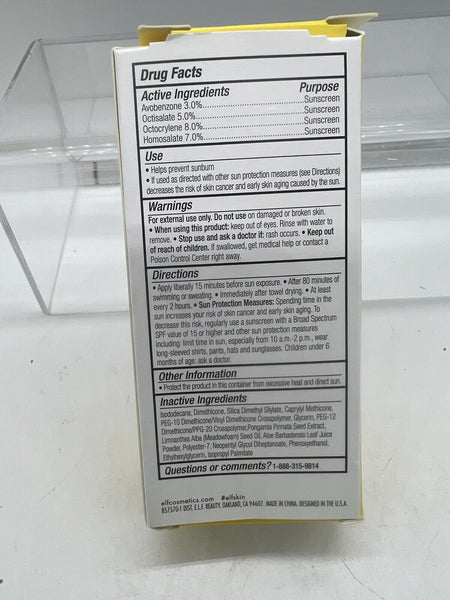 Drug Facts
Active Ingredients Purpose
Avobenzone 3.0% Sunscreen
Octisalate 5.0% Sunscreen
Octocrylene 8.0% Sunscreen
Homosalate 7.0% Sunscreen
Use
• Helps prevent sunburn
• If used as directed with other sun protection measures (see Directions)
decreases the risk of skin cancer and early skin aging caused by the sun.
Warnings
For external use only. Do not use on damaged or broken skin.
• When using this product: keep out of eyes. Rinse with water to
remove. • Stop use and ask a doctor if: rash occurs. • Keep out
of reach of children. If swallowed, get medical help or contact a
Poison Control Center right away.
Directions
• Apply liberally 15 minutes before sun exposure. • After 80 minutes of
swimming or sweating. • Immediately after towel drying. • At least
every 2 hours. • Sun Protection Measures: Spending time in the
sun increases your risk of skin cancer and early skin aging. To
decrease this risk, regularly use a sunscreen with a Broad Spectrum
SPF value of 15 or higher and other sun protection measures
including: limit time in sun, especially from 10 a.m.-2 p.m., wear
long-sleeved shirts, pants, hats and sunglasses. Children under 6
months of age; ask a doctor.
Other Information
• Protect the product in this container from excessive heat and direct sun.
Inactive Ingredients
Isododecane, Dimethicone, Silica Dimethyl Silylate, Caprylyl Methicone,
PEG-10 Dimethicone/Vinyl Dimethicone Crosspolymer, Glycerin, PEG-12
Dimethicone/PPG-20 Crosspolymer,Pongamia Pinnata Seed Extract,
Limnanthes Alba (Meadowfoam) Seed Oil, Aloe Barbadensis Leaf Juice
Powder, Polyester-7, Neopentyl Glycol Diheptanoate, Phenoxyethanol,
Ethylhexylglycerin, Isopropyl Palmitate
Questions or comments? 1-888-315-9814
elfcosmetics.com #elfskin
B57570-1 DIST. E.L.F. BEAUTY. OAKLAND, CA 94607. MADE IN CHINA. DESIGNED IN THE U.S.A.